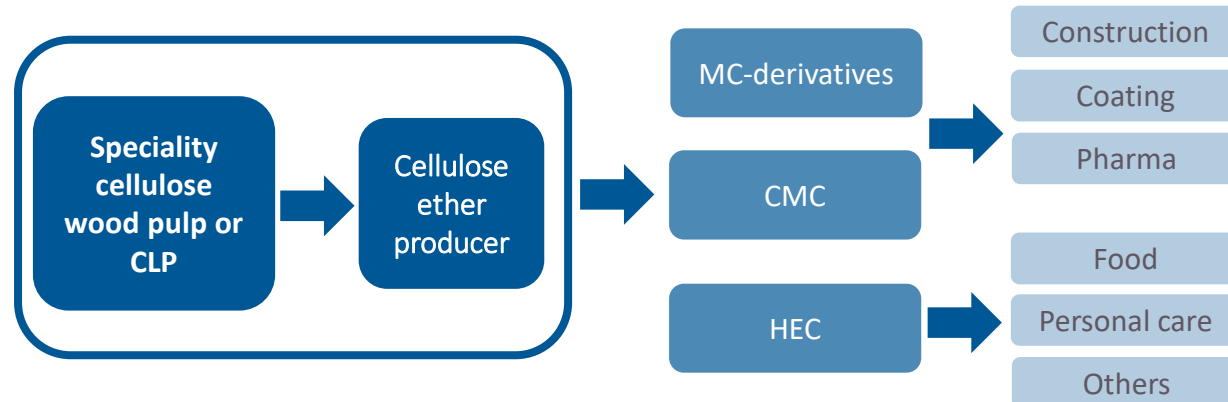 Speciality
cellulose
wood pulp or
CLP
Cellulose
ether
producer
MC-derivatives
CMC
HEC
Construction
Coating
Pharma
Food
Personal care
Others